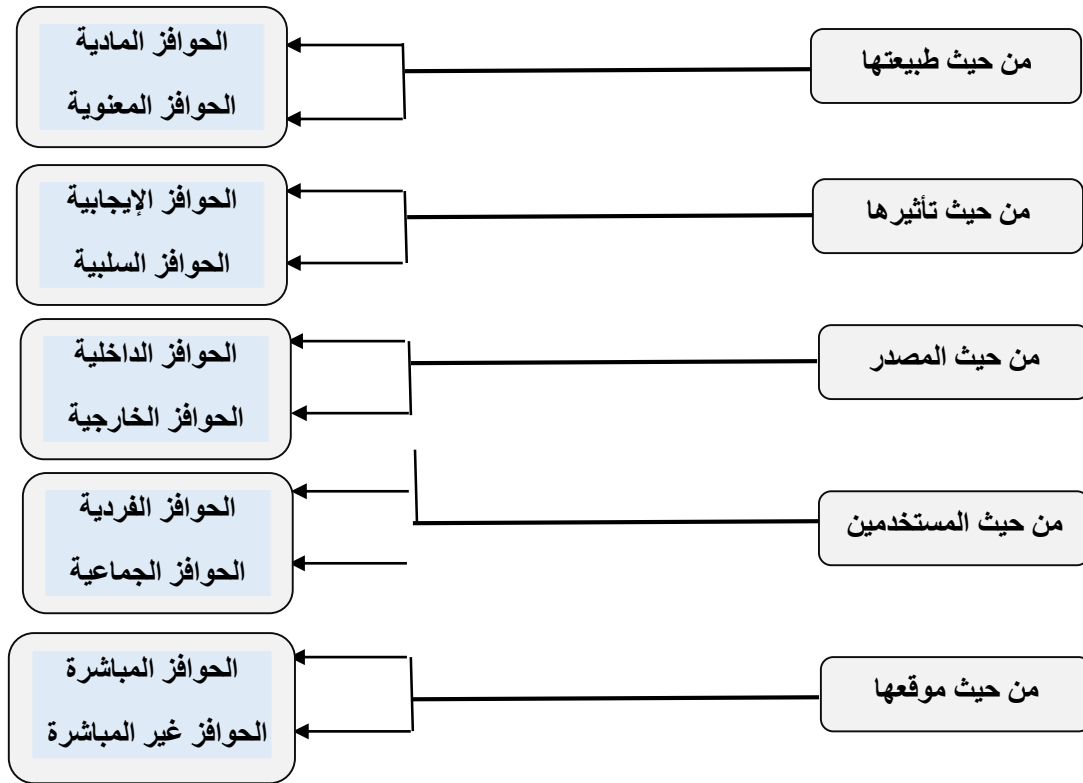 من حيث طبيعتها
الحوافز المادية
الحوافز المعنوية
من حيث تأثيرها
الحوافز الإيجابية
الحوافز السلبية
من حيث المصدر
الحوافز الداخلية
الحوافز الخارجية
من حيث المستخدمين
الحوافز الفردية
الحوافز الجماعية
من حيث موقعها
الحوافز المباشرة
الحوافز غير المباشرة